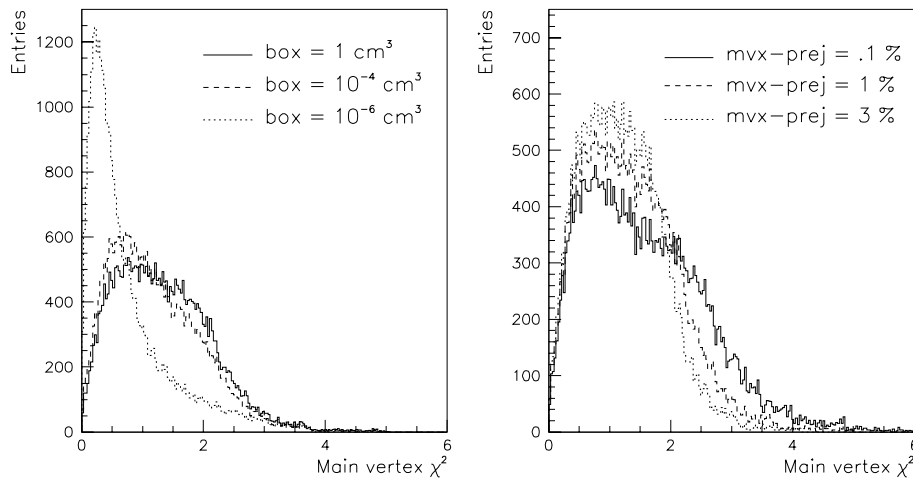 Entries
1200
1000
800
600
400
200
0
box = 1 cm³
box = 10⁻⁴ cm³
box = 10⁻⁶ cm³
0 2 4 6
Main vertex χ²
Entries
700
600
500
400
300
200
100
0
mvx-prej = .1 %
mvx-prej = 1 %
mvx-prej = 3 %
0 2 4 6
Main vertex χ²